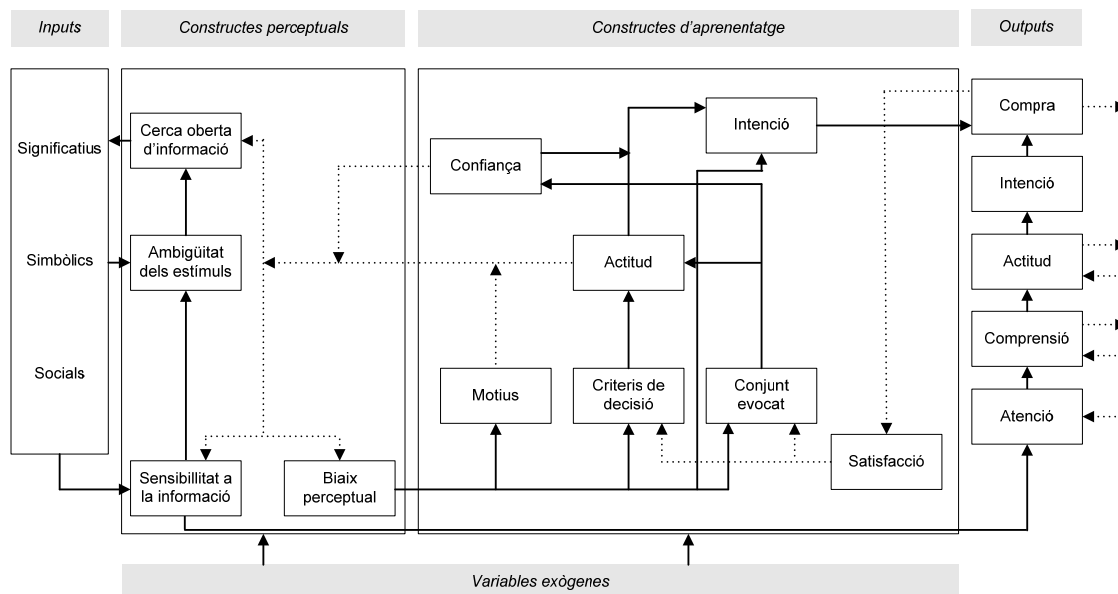 Inputs
Constructes perceptuals
Constructes d'aprenentatge
Outputs
Significatius
Simbòlics
Socials
Cerca oberta
d'informació
Ambigüitat
dels estímuls
Sensibillitat a
la informació
Biaix
perceptual
Confiança
Intenció
Actitud
Motius
Criteris de
decisió
Conjunt
evocat
Satisfacció
Compra
Intenció
Actitud
Comprensió
Atenció
Variables exògenes